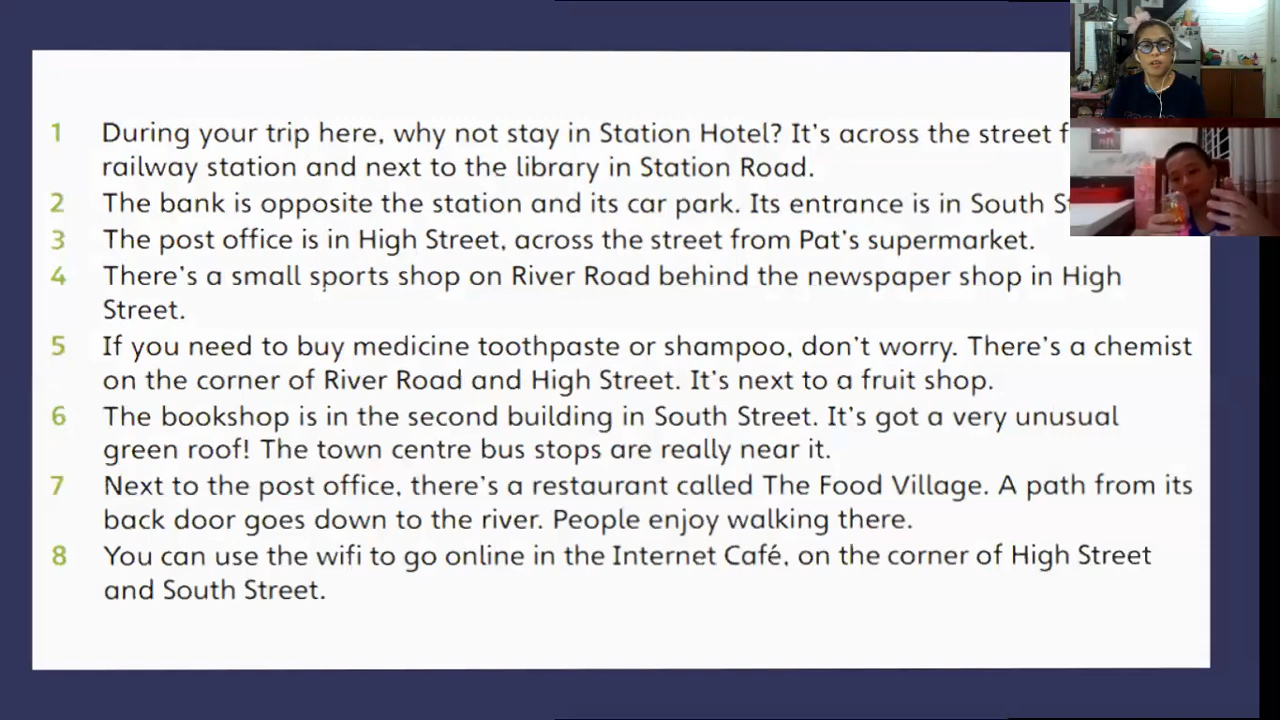 1 During your trip here, why not stay in Station Hotel? It's across the street
railway station and next to the library in Station Road.
2 The bank is opposite the station and its car park. Its entrance is in South
3 The post office is in High Street, across the street from Pat's supermarket.
4 There's a small sports shop on River Road behind the newspaper shop in High
Street.
5 If you need to buy medicine toothpaste or shampoo, don't worry. There's a chemist
on the corner of River Road and High Street. It's next to a fruit shop.
6 The bookshop is in the second building in South Street. It's got a very unusual
green roof! The town centre bus stops are really near it.
7 Next to the post office, there's a restaurant called The Food Village. A path from its
back door goes down to the river. People enjoy walking there.
8 You can use the wifi to go online in the Internet Café, on the corner of High Street
and South Street.